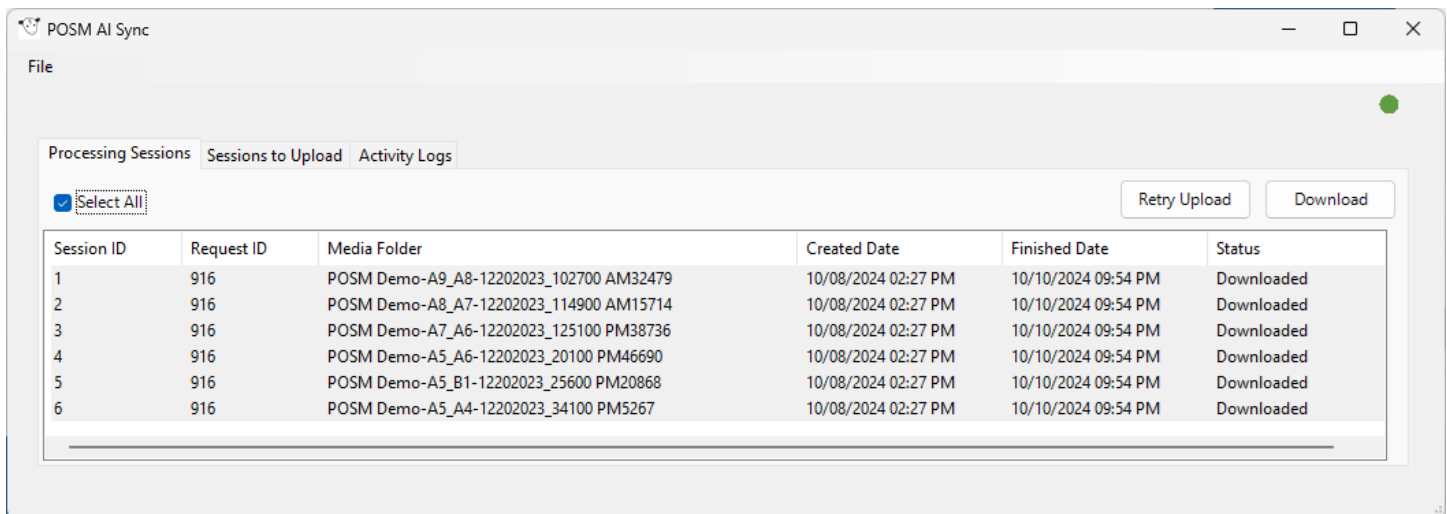 POSM AI Sync
File
Processing Sessions Sessions to Upload Activity Logs
Select All Retry Upload Download
Session ID Request ID Media Folder Created Date Finished Date Status
1 916 POSM Demo-A9_A8-12202023_102700 AM32479 10/08/2024 02:27 PM 10/10/2024 09:54 PM Downloaded
2 916 POSM Demo-A8_A7-12202023_114900 AM15714 10/08/2024 02:27 PM 10/10/2024 09:54 PM Downloaded
3 916 POSM Demo-A7_A6-12202023_125100 PM38736 10/08/2024 02:27 PM 10/10/2024 09:54 PM Downloaded
4 916 POSM Demo-A5_A6-12202023_20100 PM46690 10/08/2024 02:27 PM 10/10/2024 09:54 PM Downloaded
5 916 POSM Demo-A5_B1-12202023_25600 PM20868 10/08/2024 02:27 PM 10/10/2024 09:54 PM Downloaded
6 916 POSM Demo-A5_A4-12202023_34100 PM5267 10/08/2024 02:27 PM 10/10/2024 09:54 PM Downloaded